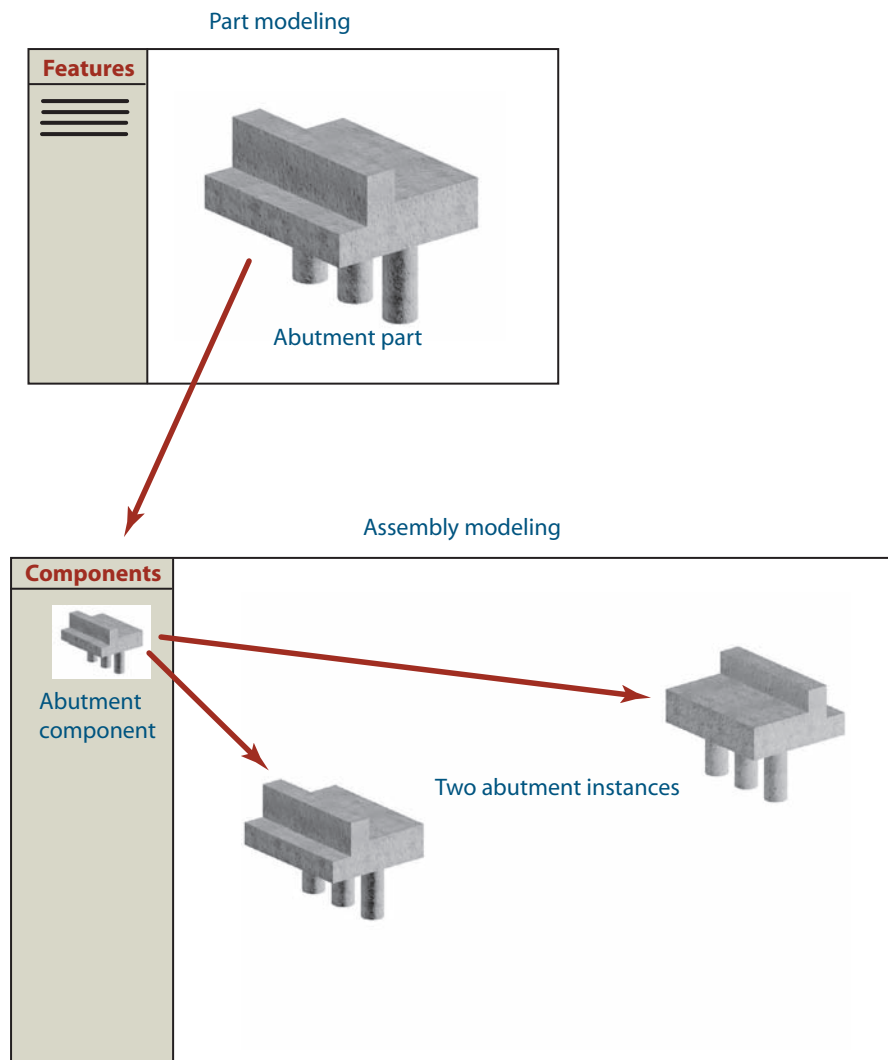 Part modeling
Features
Abutment part
Assembly modeling
Components
Abutment
component
Two abutment instances